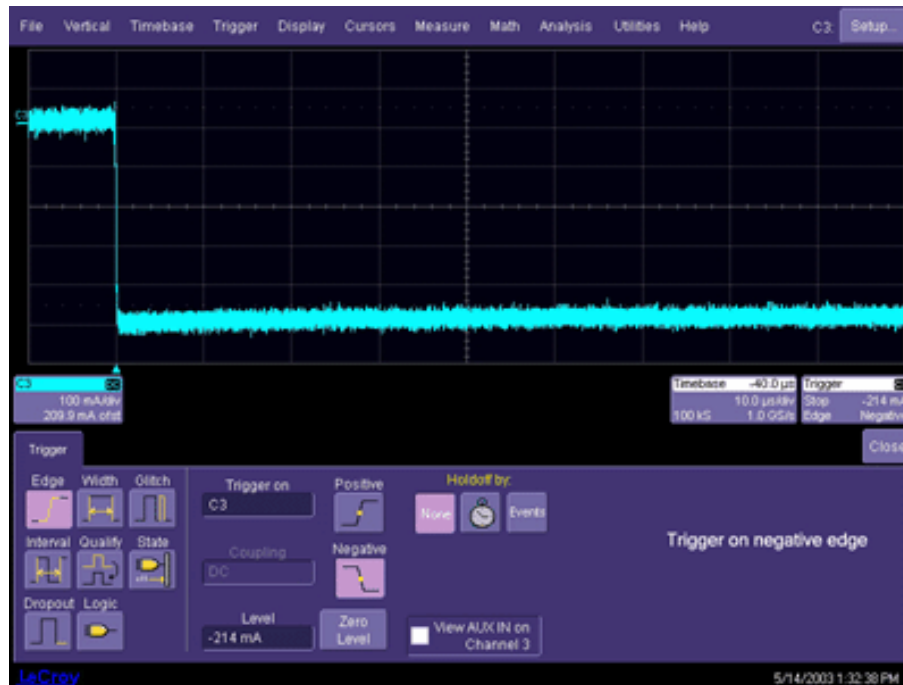 File Vertical Timebase Trigger Display Cursors Measure Math Analysis Utilities Help C3: Setup...
C3
C3 DC
100 mA/div
209.9 mA ofst
Timebase -40.0 µs
10.0 µs/div
100 kS 1.0 GS/s
Trigger
Stop -214 mA
Edge Negative
Trigger
Close
Edge Width Glitch
Interval Qualify State
Dropout Logic
Trigger on
C3
Coupling
DC
Level
-214 mA
Positive
Negative
Zero
Level
Holdoff by:
None Events
View AUX IN on
Channel 3
Trigger on negative edge
LeCroy
5/14/2003 1:32:38 PM